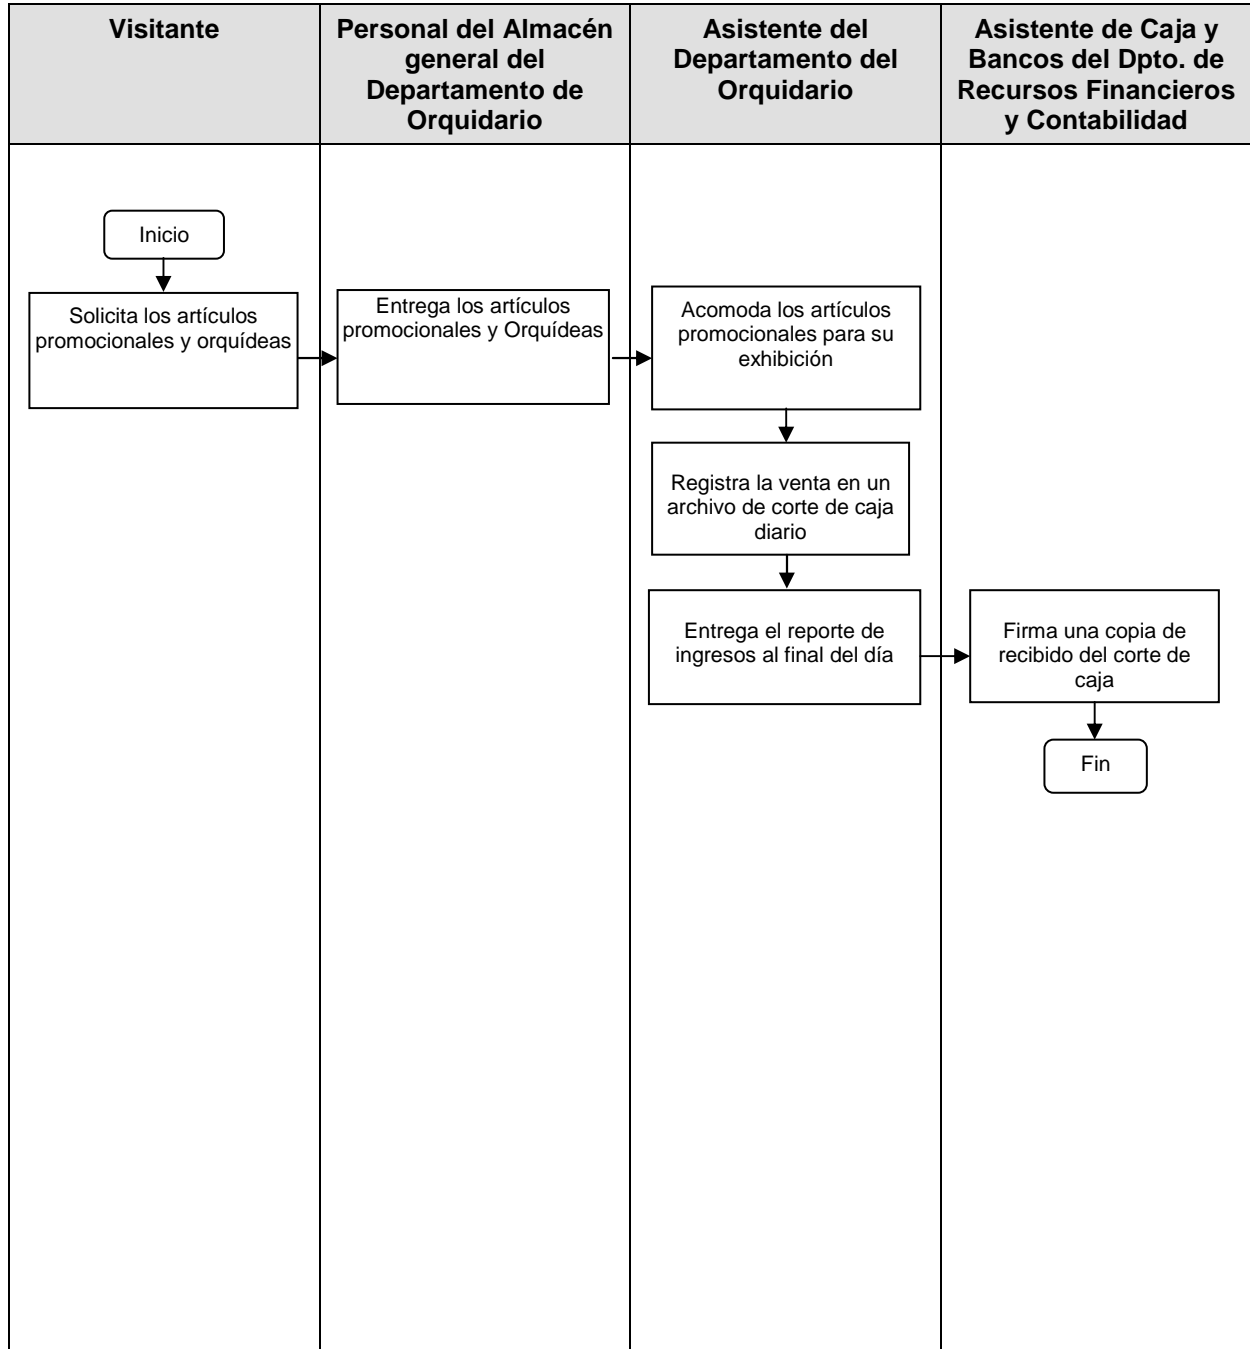 Visitante
Personal del Almacén
general del
Departamento de
Orquidario
Asistente del
Departamento del
Orquidario
Asistente de Caja y
Bancos del Dpto. de
Recursos Financieros
y Contabilidad
Inicio
Solicita los artículos
promocionales y orquídeas
Entrega los artículos
promocionales y Orquídeas
Acomoda los artículos
promocionales para su
exhibición
Registra la venta en un
archivo de corte de caja
diario
Entrega el reporte de
ingresos al final del día
Firma una copia de
recibido del corte de
caja
Fin